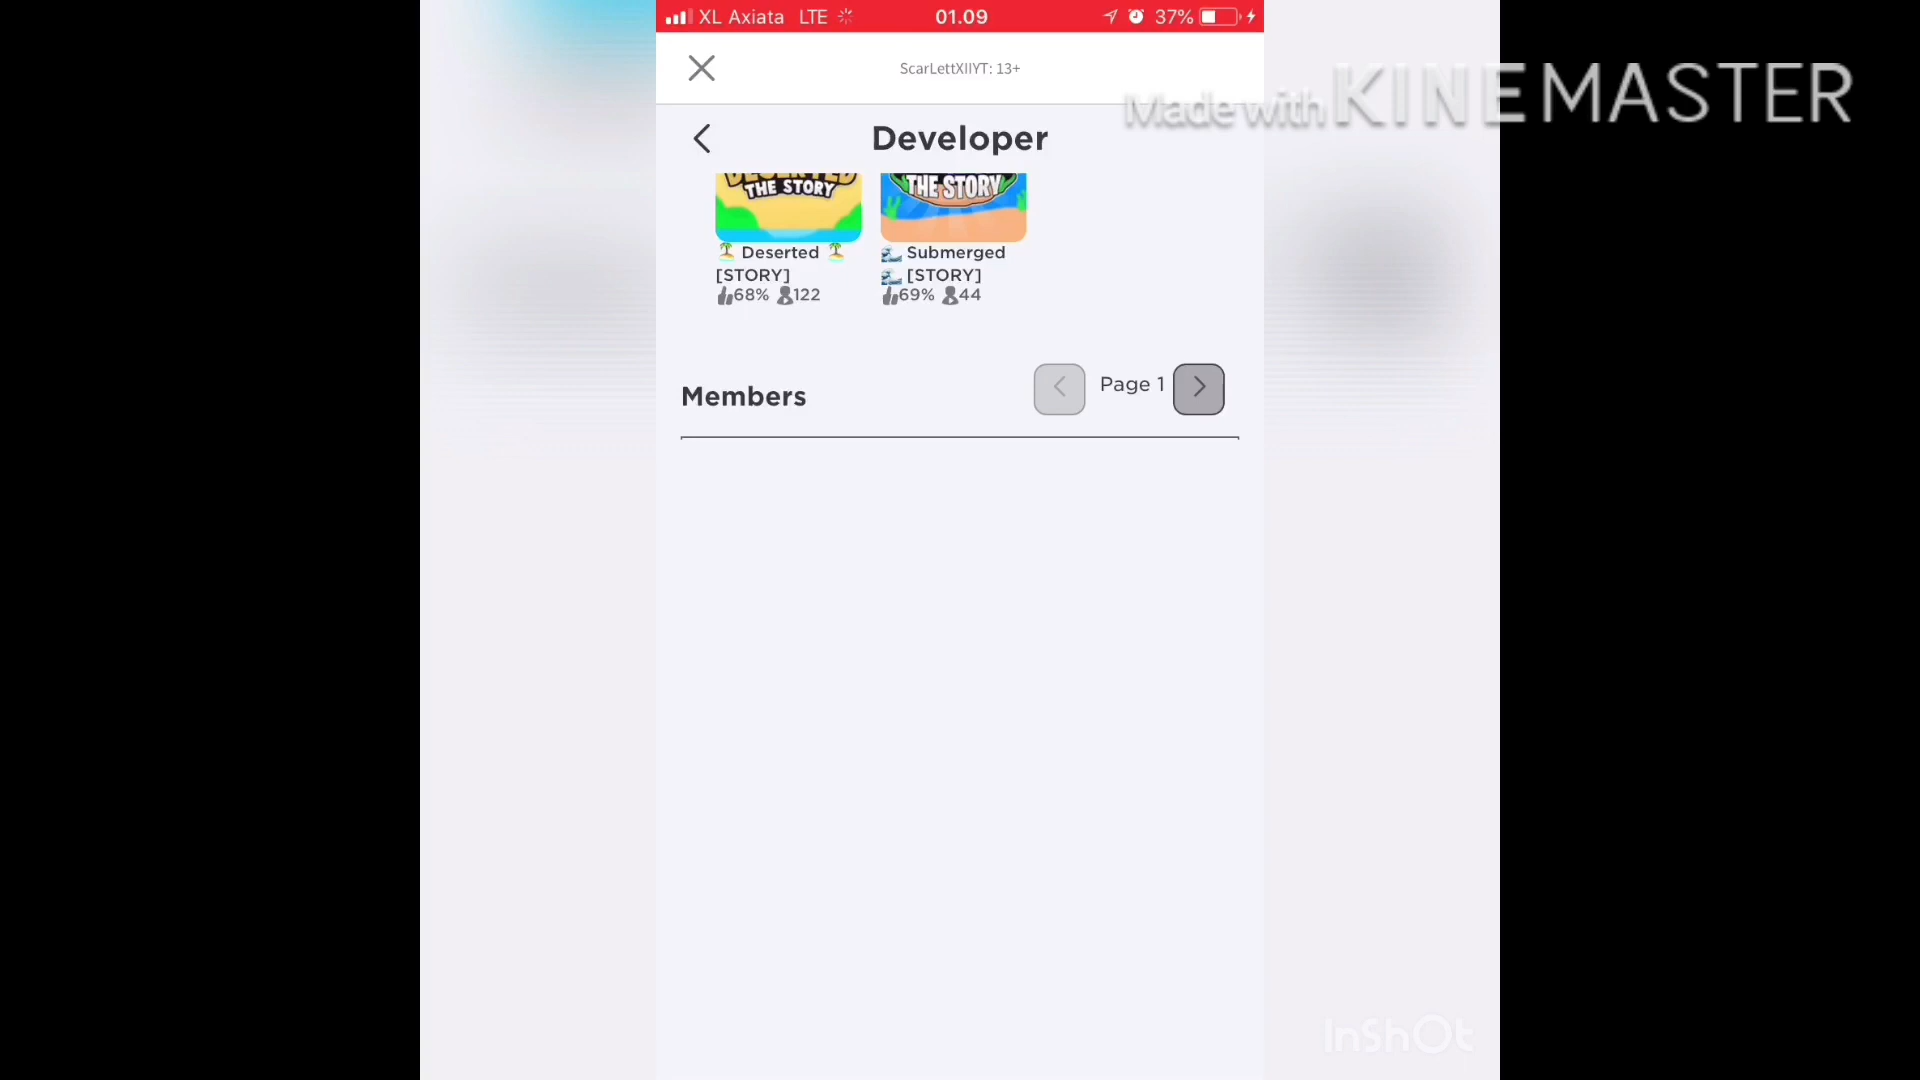 XL Axiata LTE 01.09 37%
ScarLettXIIYT: 13+
Made with KINEMASTER
Developer
DESERTED
THE STORY
THE STORY
🏝️ Deserted 🏝️
[STORY]
68% 122
🌊 Submerged
🌊 [STORY]
69% 44
Members
Page 1
InShOt